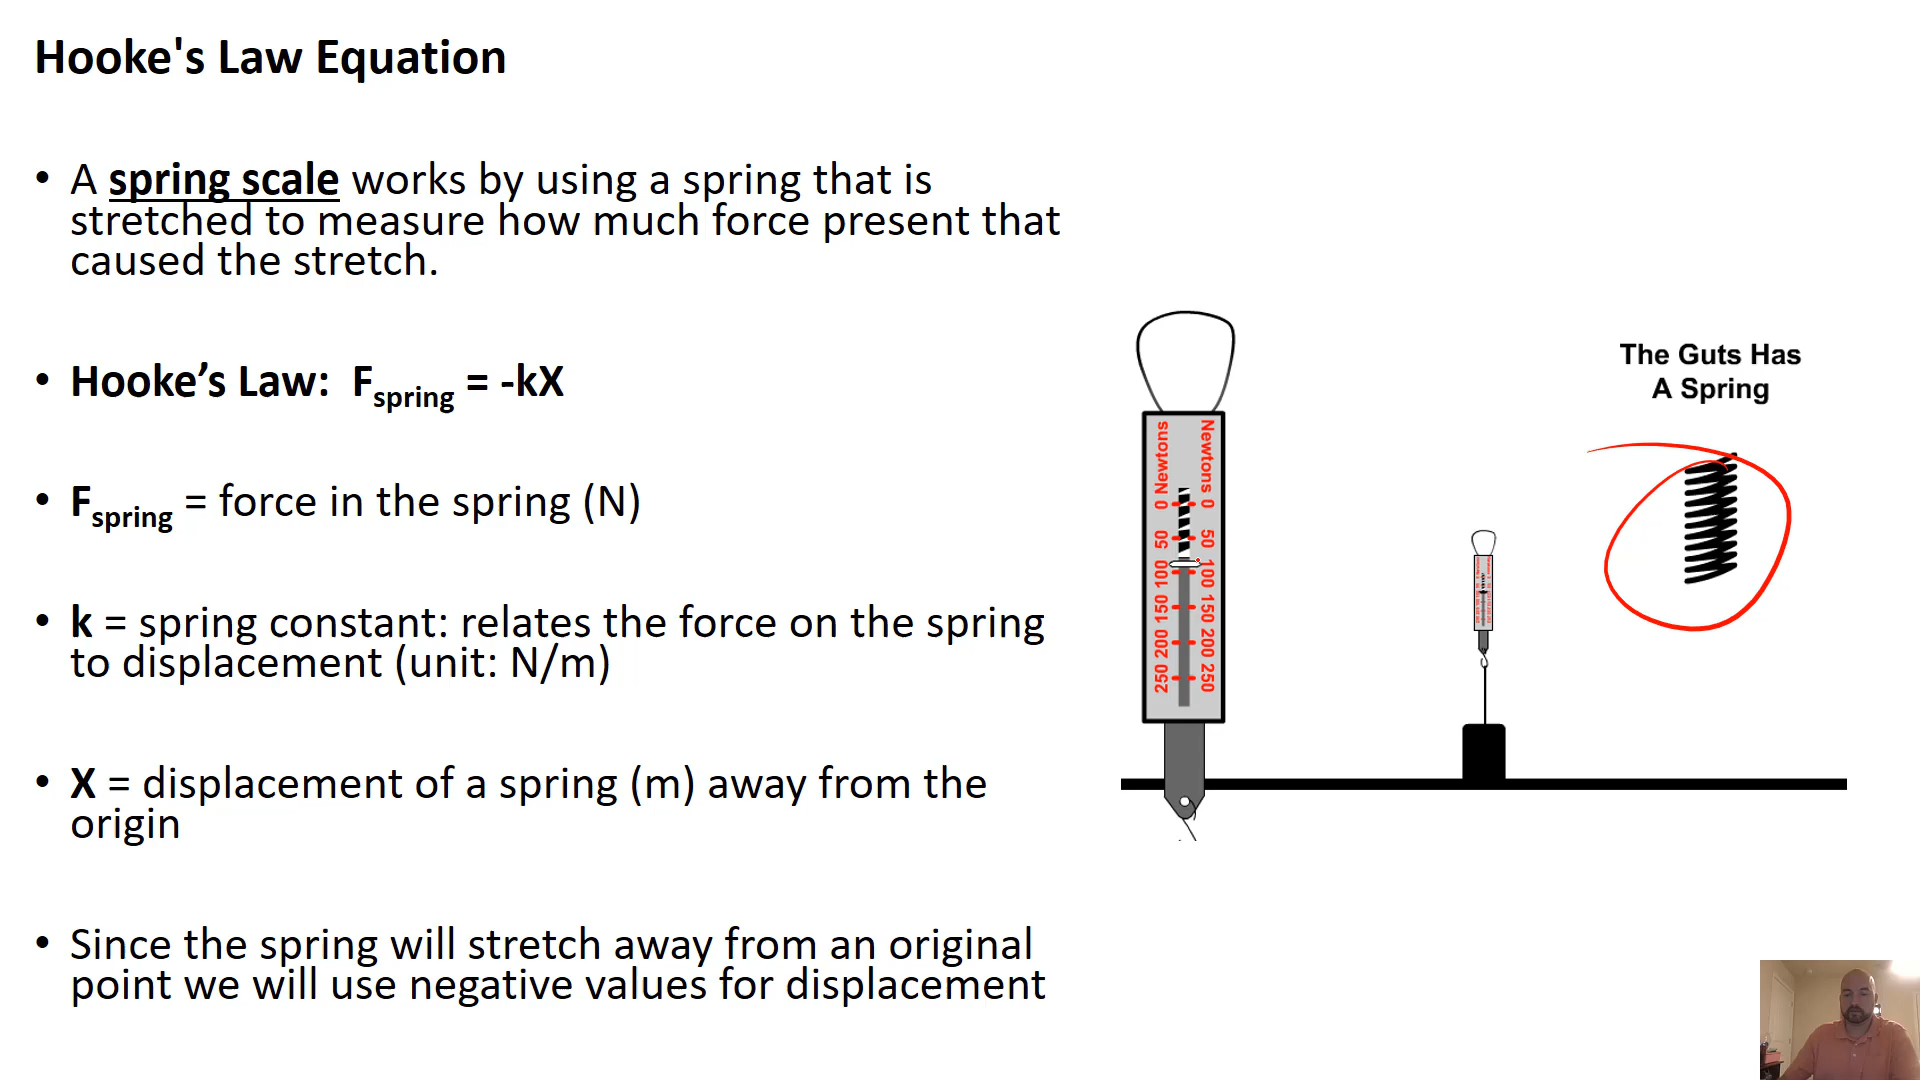 Hooke's Law Equation
• A spring scale works by using a spring that is
stretched to measure how much force present that
caused the stretch.
• Hooke’s Law: Fspring = -kX
• Fspring = force in the spring (N)
• k = spring constant: relates the force on the spring
to displacement (unit: N/m)
• X = displacement of a spring (m) away from the
origin
• Since the spring will stretch away from an original
point we will use negative values for displacement
Newtons
0
50
100
150
200
250
Newtons
0
50
100
150
200
250
The Guts Has
A Spring